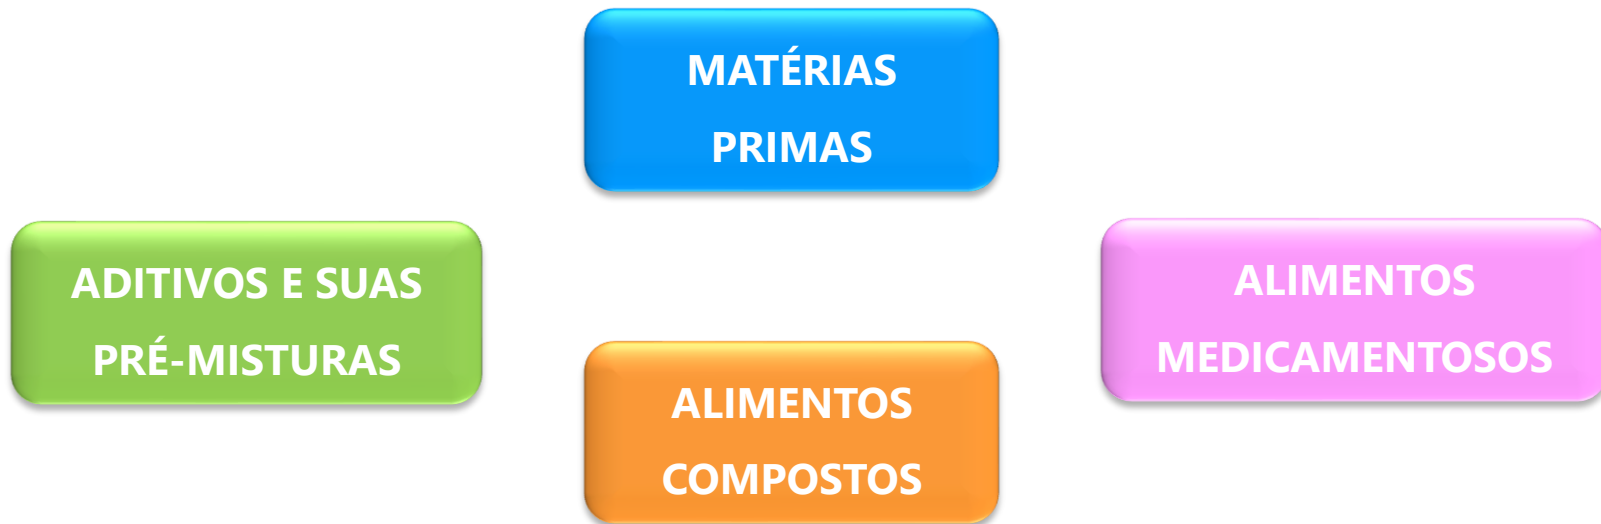 MATÉRIAS
PRIMAS
ADITIVOS E SUAS
PRÉ-MISTURAS
ALIMENTOS
MEDICAMENTOSOS
ALIMENTOS
COMPOSTOS